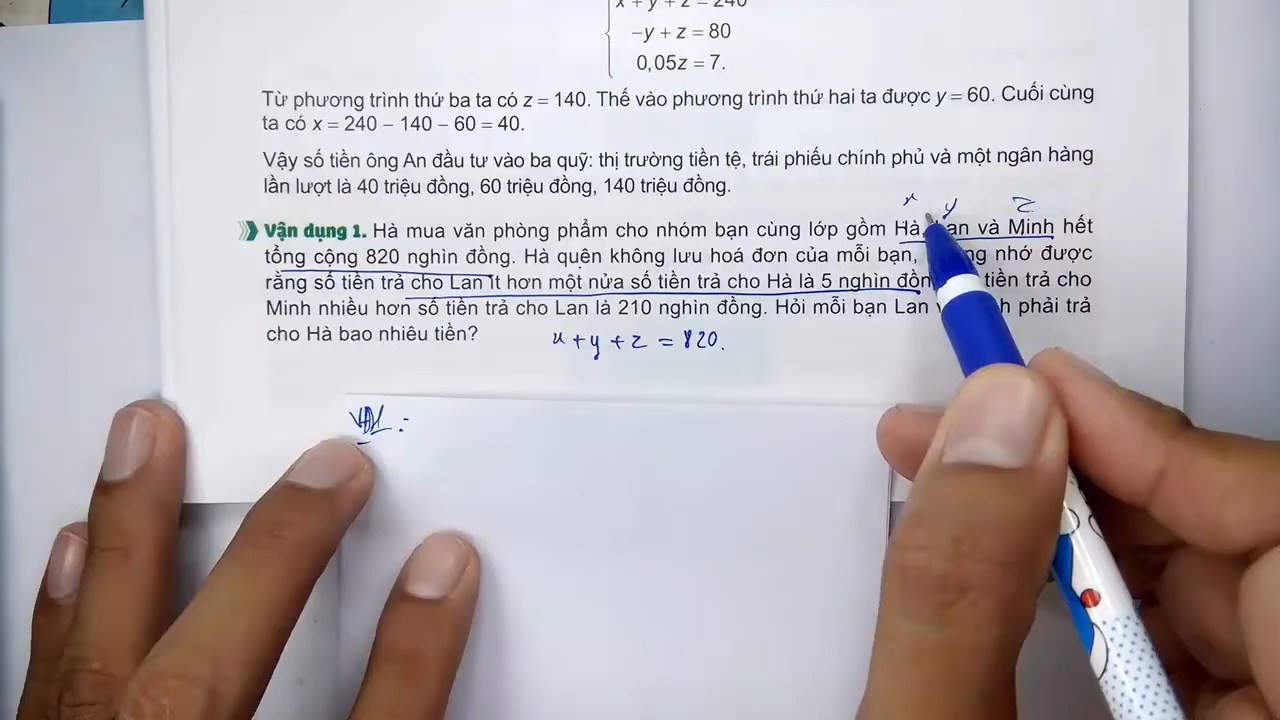 x + y + z = 240
−y + z = 80
0,05z = 7.
Từ phương trình thứ ba ta có z = 140. Thế vào phương trình thứ hai ta được y = 60. Cuối cùng
ta có x = 240 − 140 − 60 = 40.
Vậy số tiền ông An đầu tư vào ba quỹ: thị trường tiền tệ, trái phiếu chính phủ và một ngân hàng
lần lượt là 40 triệu đồng, 60 triệu đồng, 140 triệu đồng.
x y z
Vận dụng 1. Hà mua văn phòng phẩm cho nhóm bạn cùng lớp gồm Hà, Lan và Minh hết
tổng cộng 820 nghìn đồng. Hà quên không lưu hoá đơn của mỗi bạn, nhớ được
rằng số tiền trả cho Lan ít hơn một nửa số tiền trả cho Hà là 5 nghìn tiền trả cho
Minh nhiều hơn số tiền trả cho Lan là 210 nghìn đồng. Hỏi mỗi bạn Lan phải trả
cho Hà bao nhiêu tiền?
x + y + z = 820.